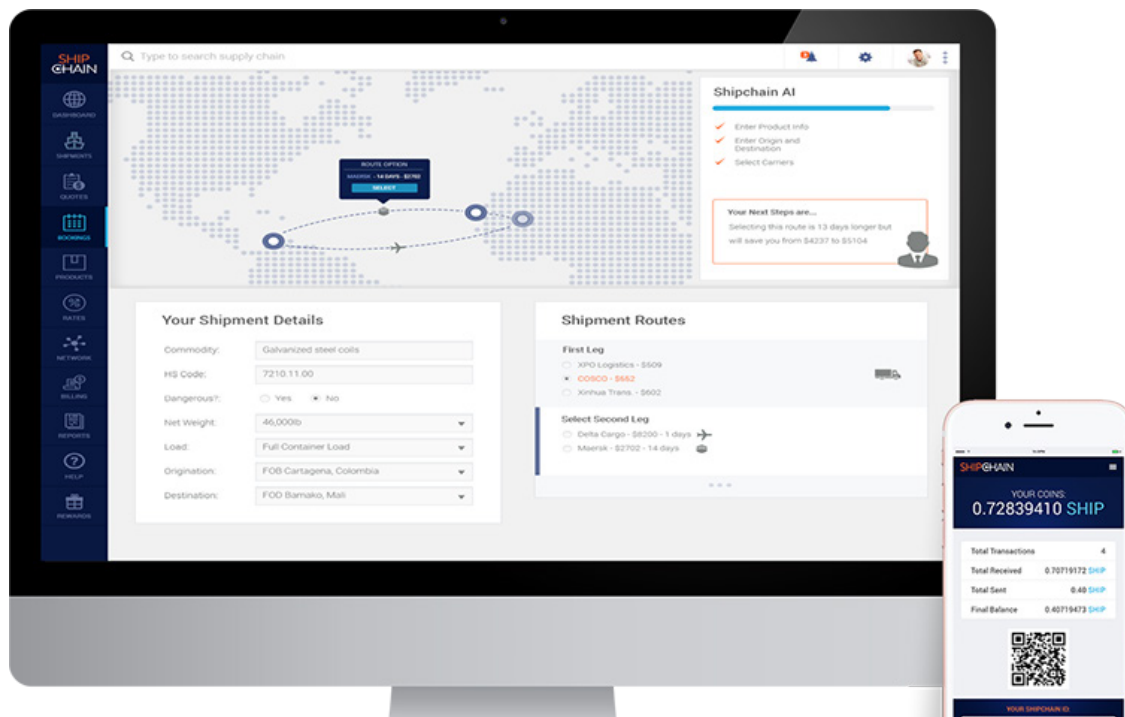 SHIP
CHAIN
Type to search supply chain
DASHBOARD
SHIPMENTS
QUOTES
BOOKINGS
PRODUCTS
RATES
NETWORK
BILLING
REPORTS
HELP
REWARDS
ROUTE OPTION
MAERSK - 14 DAYS - $2702
SELECT
Shipchain AI
Enter Product Info
Enter Origin and
Destination
Select Carriers
Your Next Steps are...
Selecting this route is 13 days longer but
will save you from $4237 to $5104
Your Shipment Details
Commodity: Galvanized steel coils
HS Code: 7210.11.00
Dangerous?: Yes No
Net Weight: 46,000lb
Load: Full Container Load
Origination: FOB Cartagena, Colombia
Destination: FOD Bamako, Mali
Shipment Routes
First Leg
XPO Logistics - $509
COSCO - $662
Xinhua Trans. - $602
Select Second Leg
Delta Cargo - $8200 - 1 days
Maersk - $2702 - 14 days
SHIPCHAIN
YOUR COINS:
0.72839410 SHIP
Total Transactions 4
Total Received 0.70719172 SHIP
Total Sent 0.40 SHIP
Final Balance 0.40719473 SHIP
YOUR SHIPCHAIN ID: